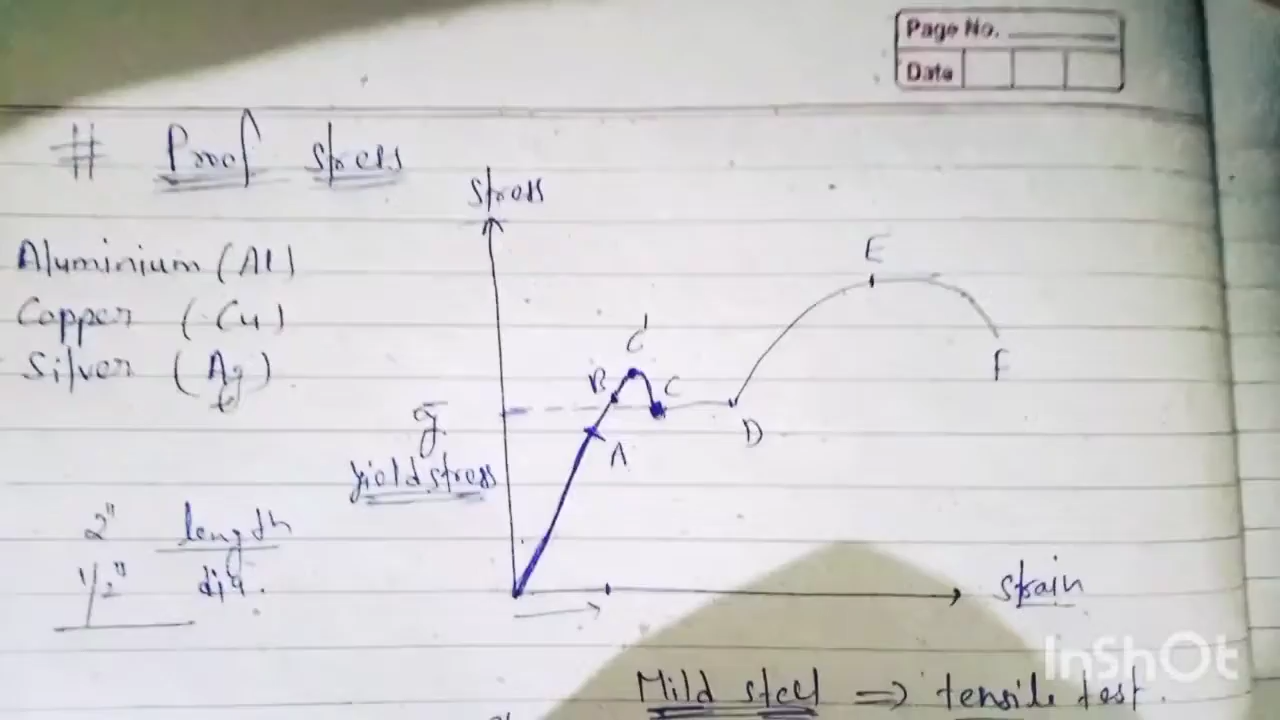 Page No.
Date
# Proof stress
Stress
Aluminium (Al)
Copper (Cu)
Silver (Ag)
E
C'
B
C
F
D
A
yield stress
2" length
1/2" dia.
strain
InShOt
Mild steel ⇒ tensile test.